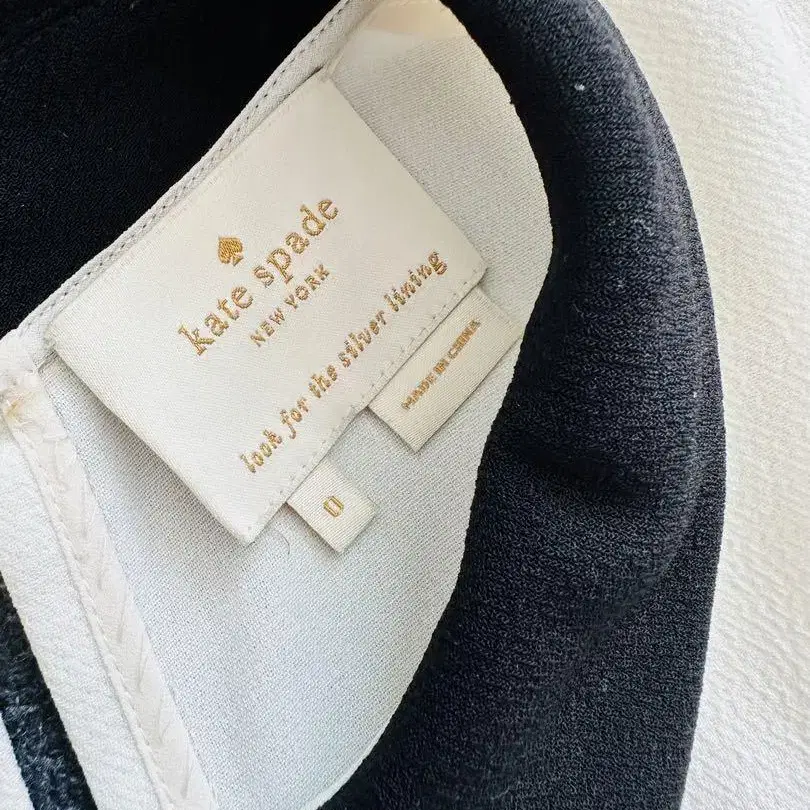 kate spade
NEW YORK
look for the silver lining
MADE IN CHINA
0